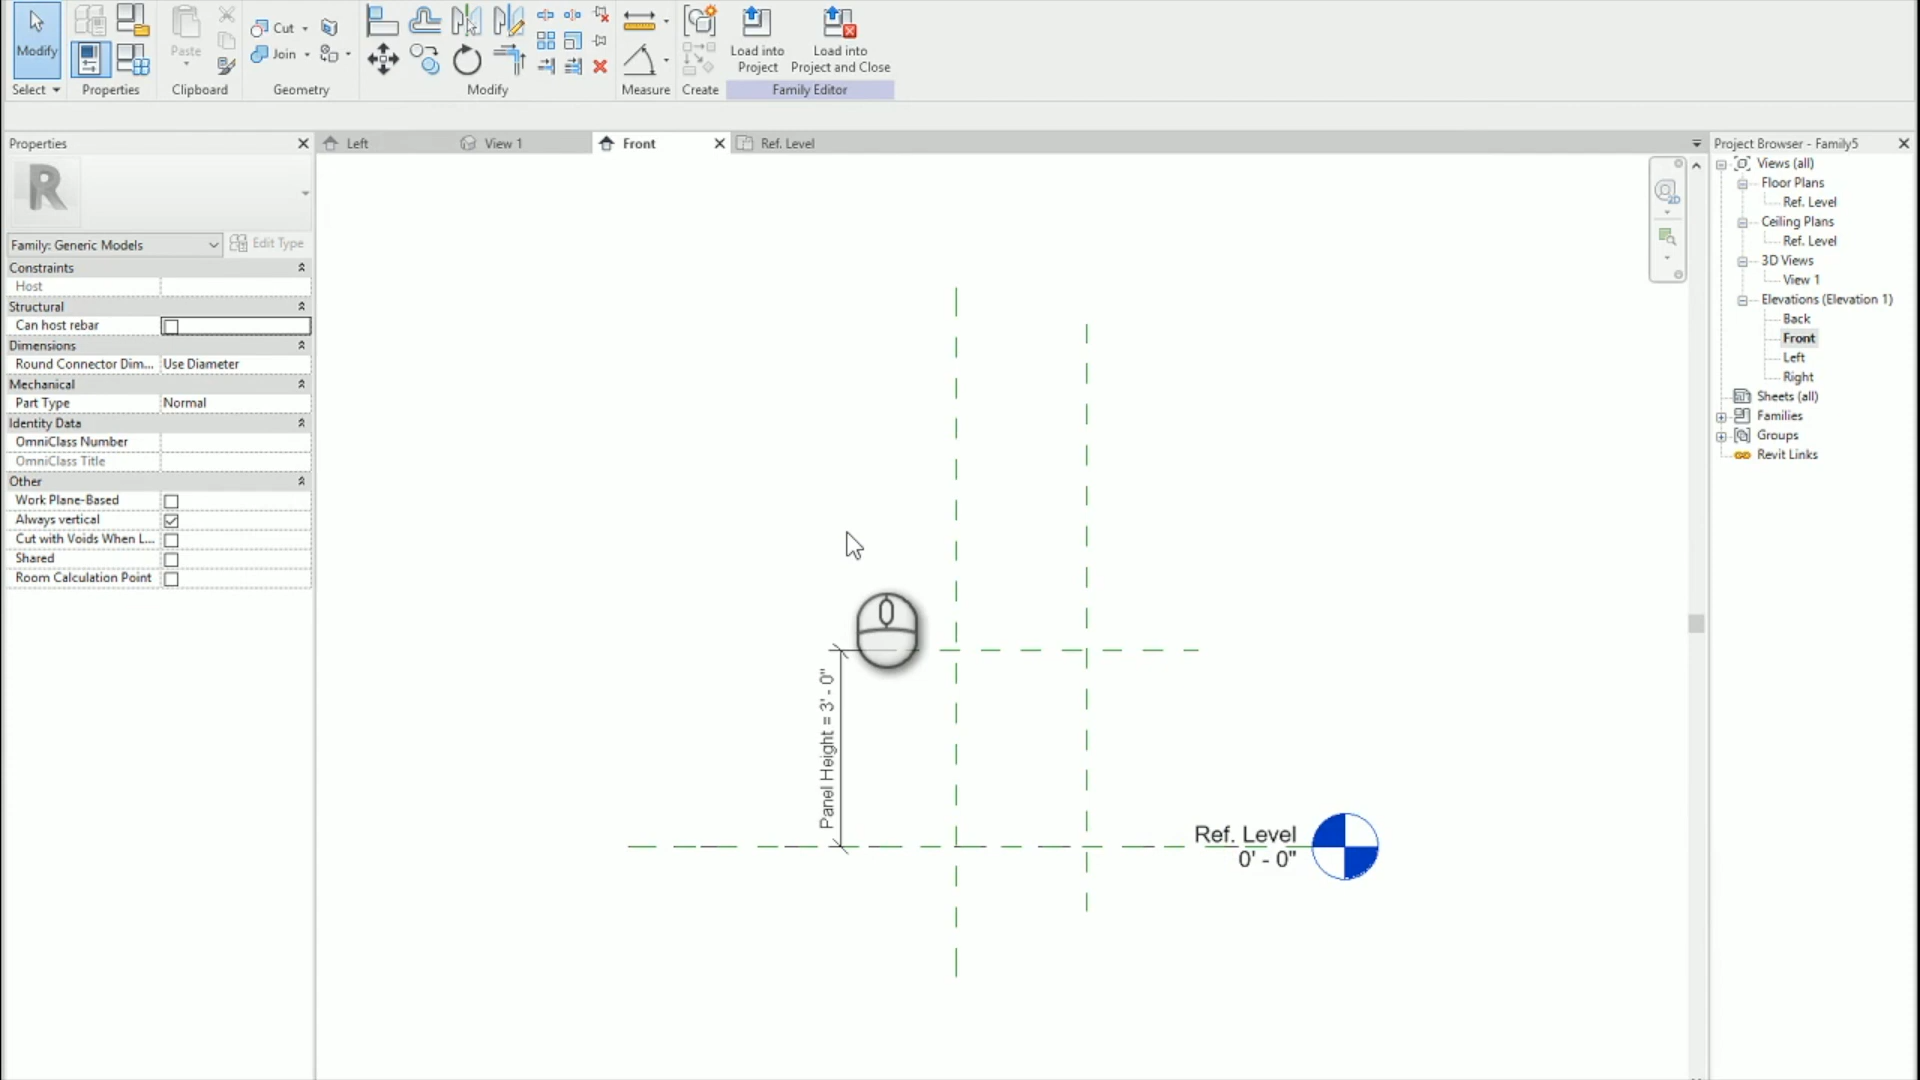 Modify
Cut
Join
Paste
Load into
Project
Load into
Project and Close
Select
Properties
Clipboard
Geometry
Modify
Measure
Create
Family Editor
Properties
Left
View 1
Front
Ref. Level
Project Browser - Family5
R
Family: Generic Models
Edit Type
Constraints
Host
Structural
Can host rebar
Dimensions
Round Connector Dim... Use Diameter
Mechanical
Part Type Normal
Identity Data
OmniClass Number
OmniClass Title
Other
Work Plane-Based
Always vertical
Cut with Voids When L...
Shared
Room Calculation Point
Panel Height = 3' - 0"
Ref. Level
0' - 0"
2D
Views (all)
Floor Plans
Ref. Level
Ceiling Plans
Ref. Level
3D Views
View 1
Elevations (Elevation 1)
Back
Front
Left
Right
Sheets (all)
Families
Groups
Revit Links